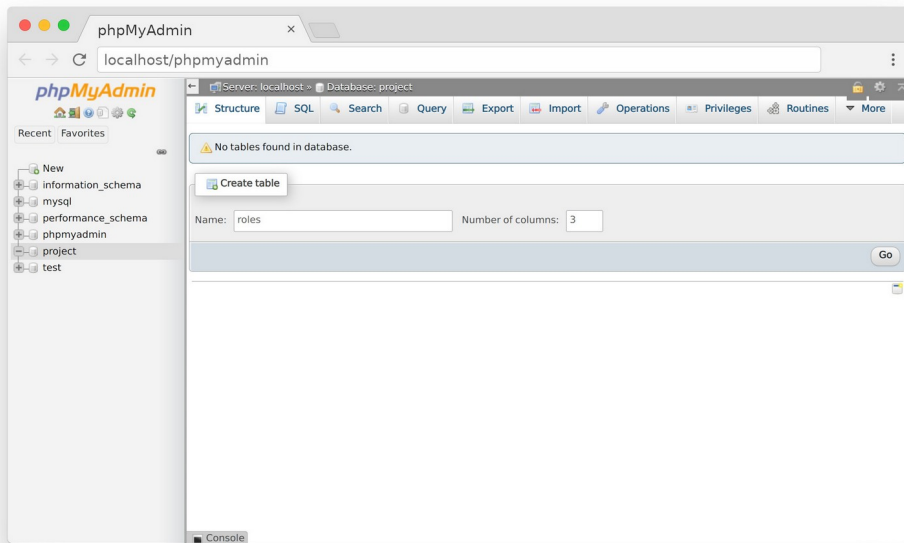 phpMyAdmin ×
localhost/phpmyadmin
phpMyAdmin
Recent Favorites
New
information_schema
mysql
performance_schema
phpmyadmin
project
test
Server: localhost » Database: project
Structure SQL Search Query Export Import Operations Privileges Routines More
No tables found in database.
Create table
Name: roles Number of columns: 3
Go
Console